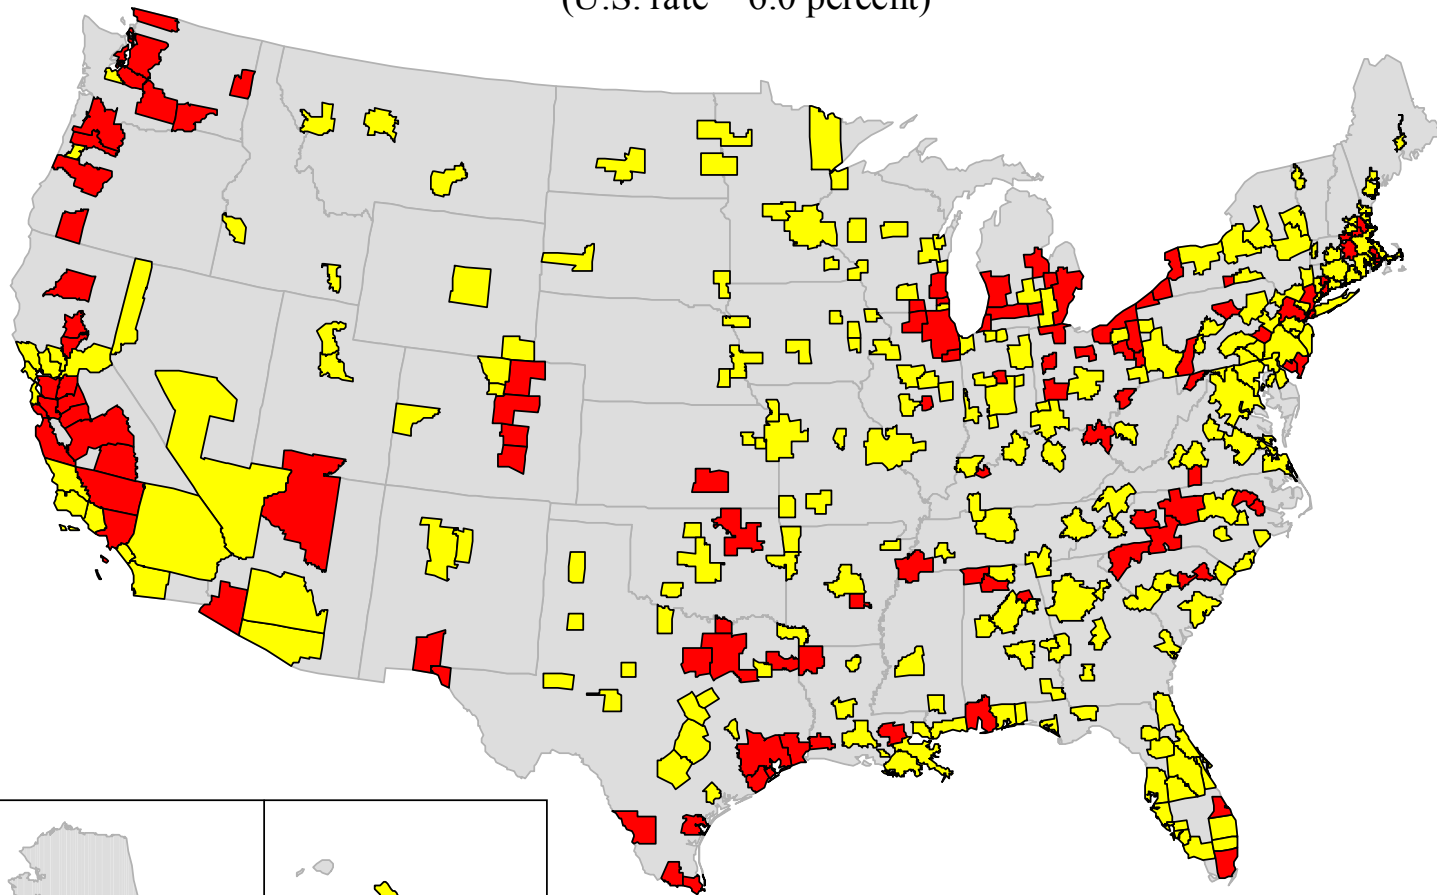 (U.S. rate = 6.0 percent)